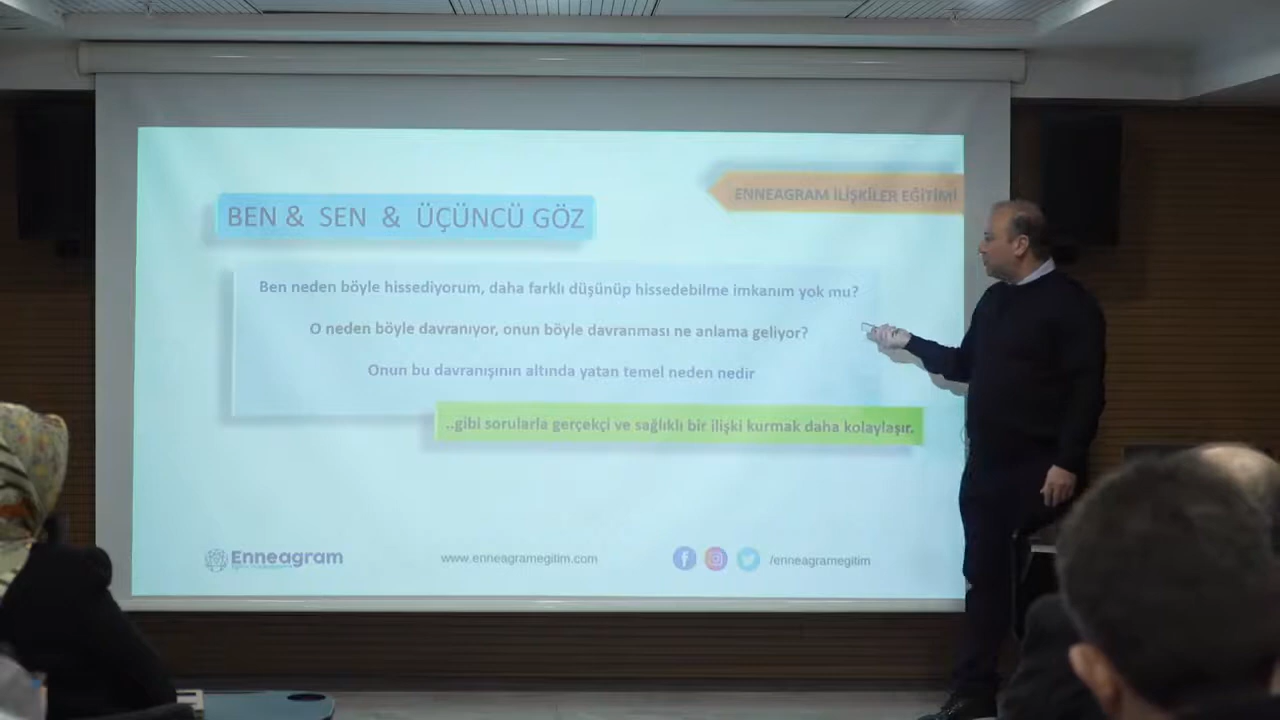 ENNEAGRAM İLİŞKİLER EĞİTİMİ
BEN & SEN & ÜÇÜNCÜ GÖZ
Ben neden böyle hissediyorum, daha farklı düşünüp hissedebilme imkanım yok mu?
O neden böyle davranıyor, onun böyle davranması ne anlama geliyor?
Onun bu davranışının altında yatan temel neden nedir
..gibi sorularla gerçekçi ve sağlıklı bir ilişki kurmak daha kolaylaşır.
Enneagram
www.enneagramegitim.com
/enneagramegitim